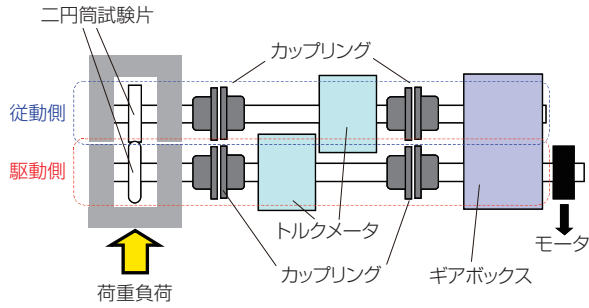 二円筒試験片
カップリング
従動側
駆動側
トルクメータ
モータ
カップリング
ギアボックス
荷重負荷